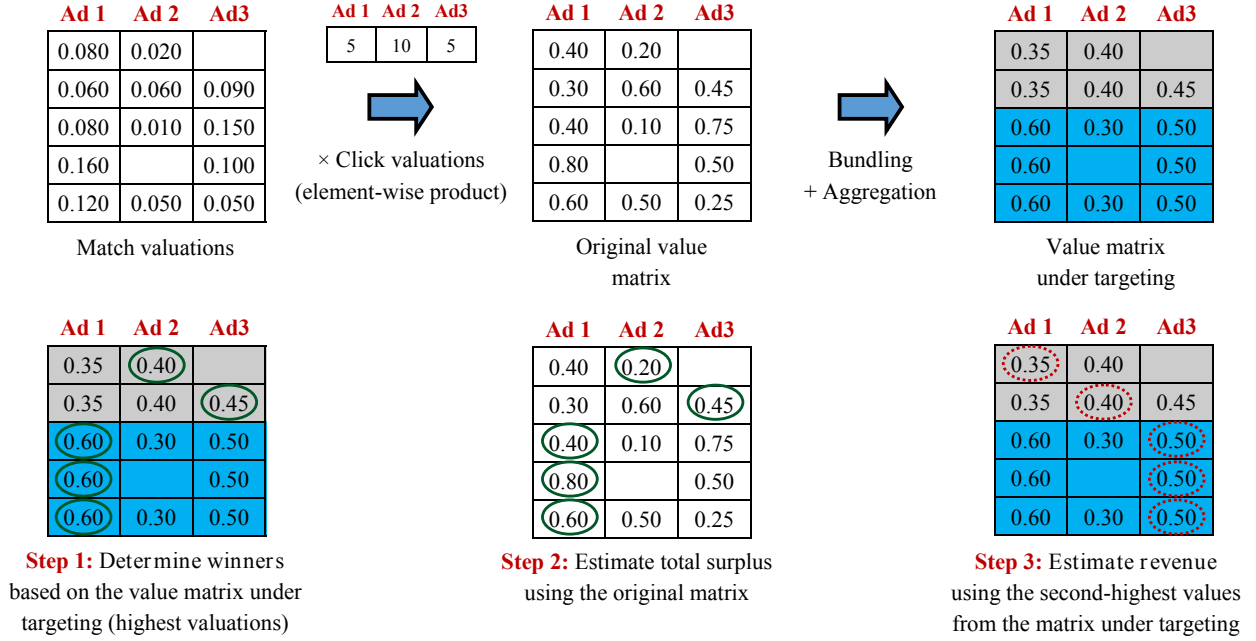 Ad 1 Ad 2 Ad3
0.080 0.020
0.060 0.060 0.090
0.080 0.010 0.150
0.160 0.100
0.120 0.050 0.050
Match valuations
Ad 1 Ad 2 Ad3
5 10 5
× Click valuations
(element-wise product)
Ad 1 Ad 2 Ad3
0.40 0.20
0.30 0.60 0.45
0.40 0.10 0.75
0.80 0.50
0.60 0.50 0.25
Original value
matrix
Bundling
+ Aggregation
Ad 1 Ad 2 Ad3
0.35 0.40
0.35 0.40 0.45
0.60 0.30 0.50
0.60 0.50
0.60 0.30 0.50
Value matrix
under targeting
Ad 1 Ad 2 Ad3
0.35 0.40
0.35 0.40 0.45
0.60 0.30 0.50
0.60 0.50
0.60 0.30 0.50
Step 1: Determine winners
based on the value matrix under
targeting (highest valuations)
Ad 1 Ad 2 Ad3
0.40 0.20
0.30 0.60 0.45
0.40 0.10 0.75
0.80 0.50
0.60 0.50 0.25
Step 2: Estimate total surplus
using the original matrix
Ad 1 Ad 2 Ad3
0.35 0.40
0.35 0.40 0.45
0.60 0.30 0.50
0.60 0.50
0.60 0.30 0.50
Step 3: Estimate revenue
using the second-highest values
from the matrix under targeting